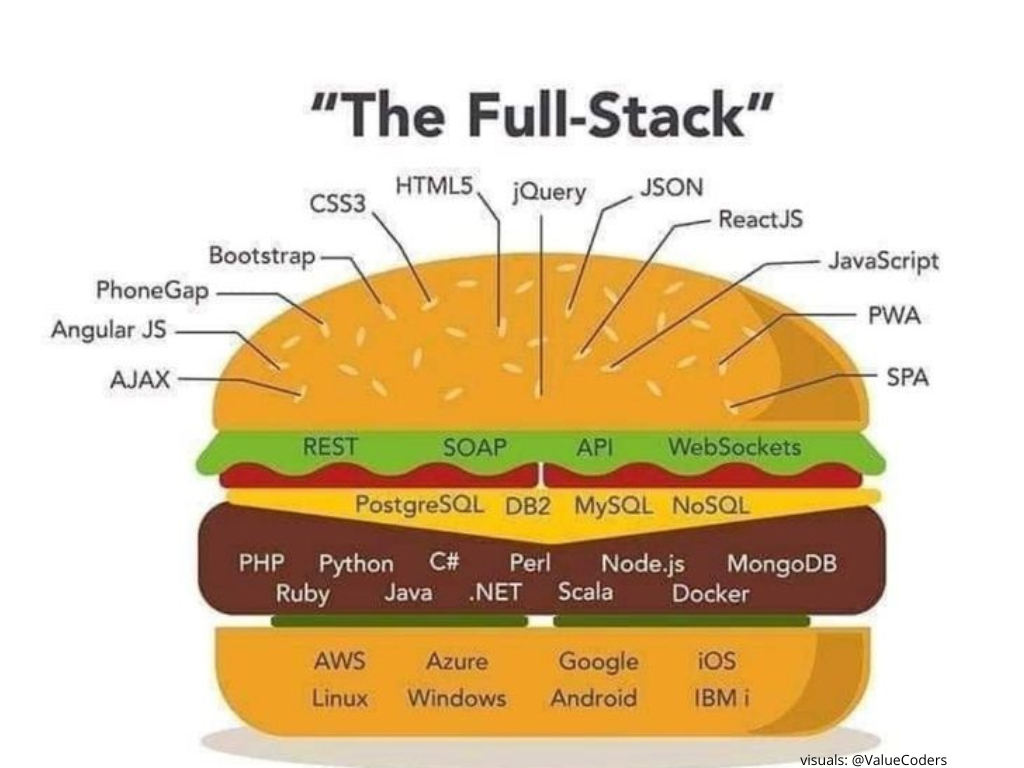 “The Full-Stack”
HTML5 jQuery JSON
CSS3 ReactJS
Bootstrap JavaScript
PhoneGap PWA
Angular JS
AJAX SPA
REST SOAP API WebSockets
PostgreSQL DB2 MySQL NoSQL
PHP Python C# Perl Node.js MongoDB
Ruby Java .NET Scala Docker
AWS Azure Google iOS
Linux Windows Android IBM i
visuals: @ValueCoders